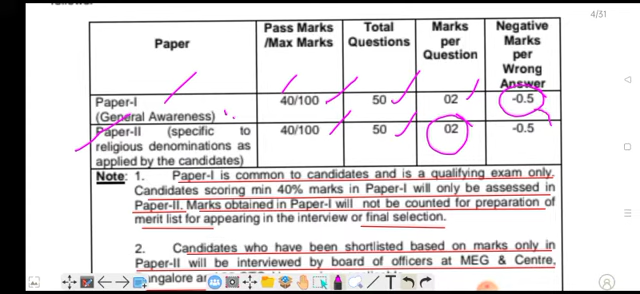 4/31
Paper
Pass Marks
/Max Marks
Total
Questions
Marks
per
Question
Negative
Marks
per
Wrong
Answer
Paper-I
(General Awareness)
40/100
50
02
-0.5
Paper-II (specific to
religious denominations as
applied by the candidates)
40/100
50
02
-0.5
Note: 1. Paper-I is common to candidates and is a qualifying exam only.
Candidates scoring min 40% marks in Paper-I will only be assessed in
Paper-II. Marks obtained in Paper-I will not be counted for preparation of
merit list for appearing in the interview or final selection.
2. Candidates who have been shortlisted based on marks only in
Paper-II will be interviewed by board of officers at MEG & Centre,